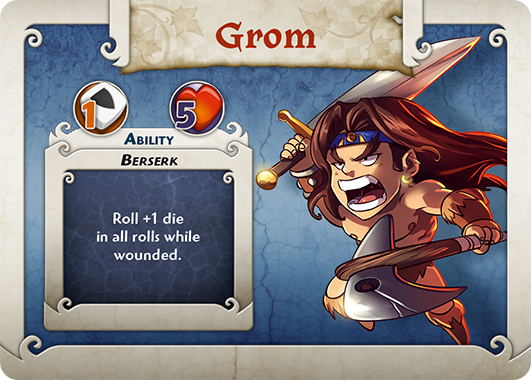 Grom
1
5
Ability
Berserk
Roll +1 die
in all rolls while
wounded.